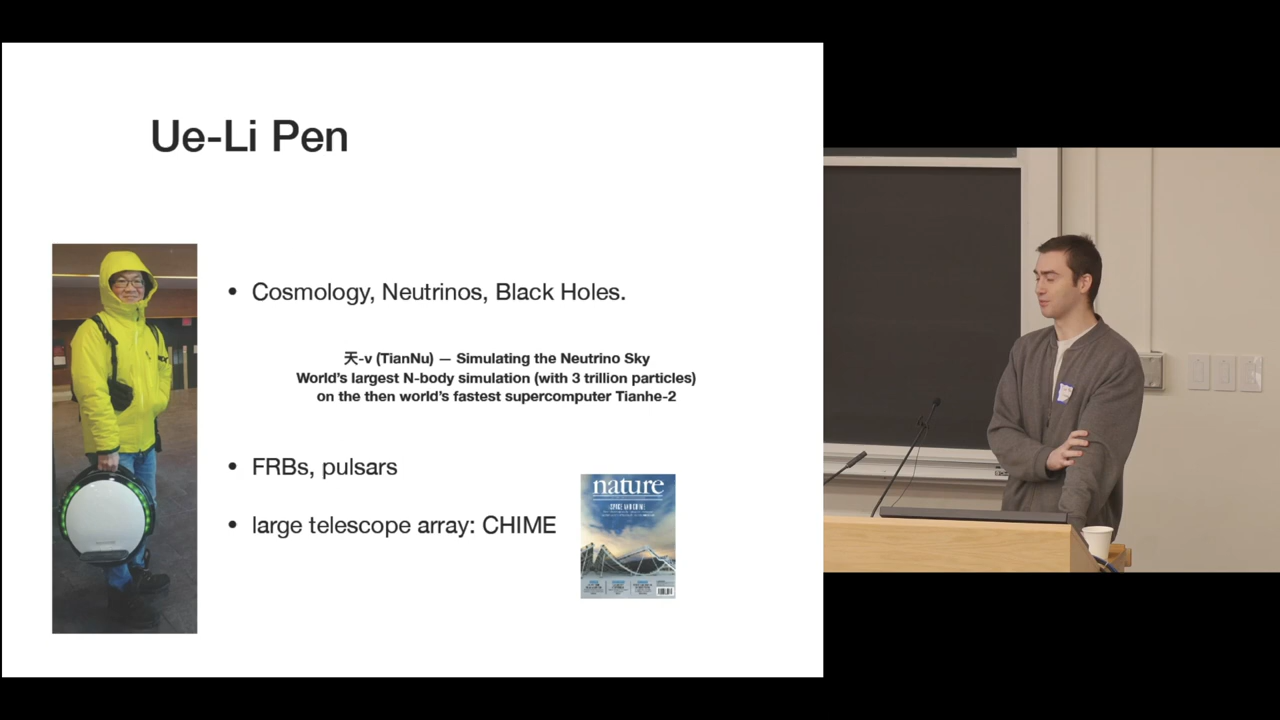 Ue-Li Pen
• Cosmology, Neutrinos, Black Holes.
天-ν (TianNu) — Simulating the Neutrino Sky
World's largest N-body simulation (with 3 trillion particles)
on the then world's fastest supercomputer Tianhe-2
• FRBs, pulsars
• large telescope array: CHIME
nature